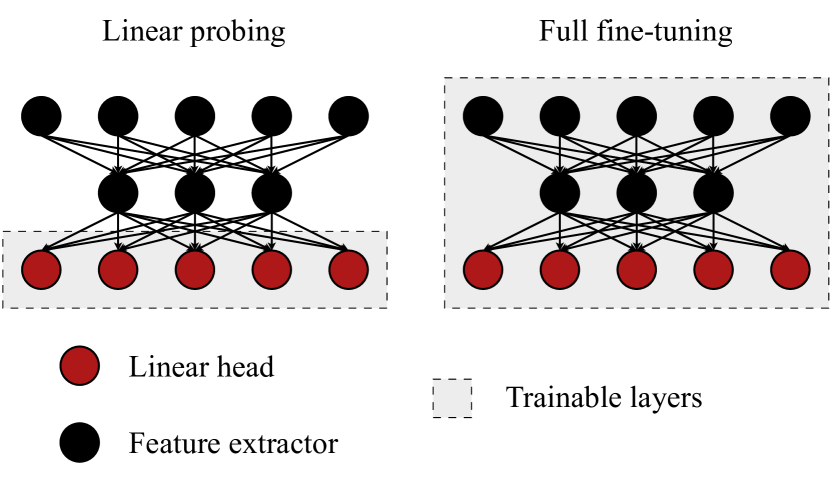 Linear probing
Full fine-tuning
Linear head
Feature extractor
Trainable layers